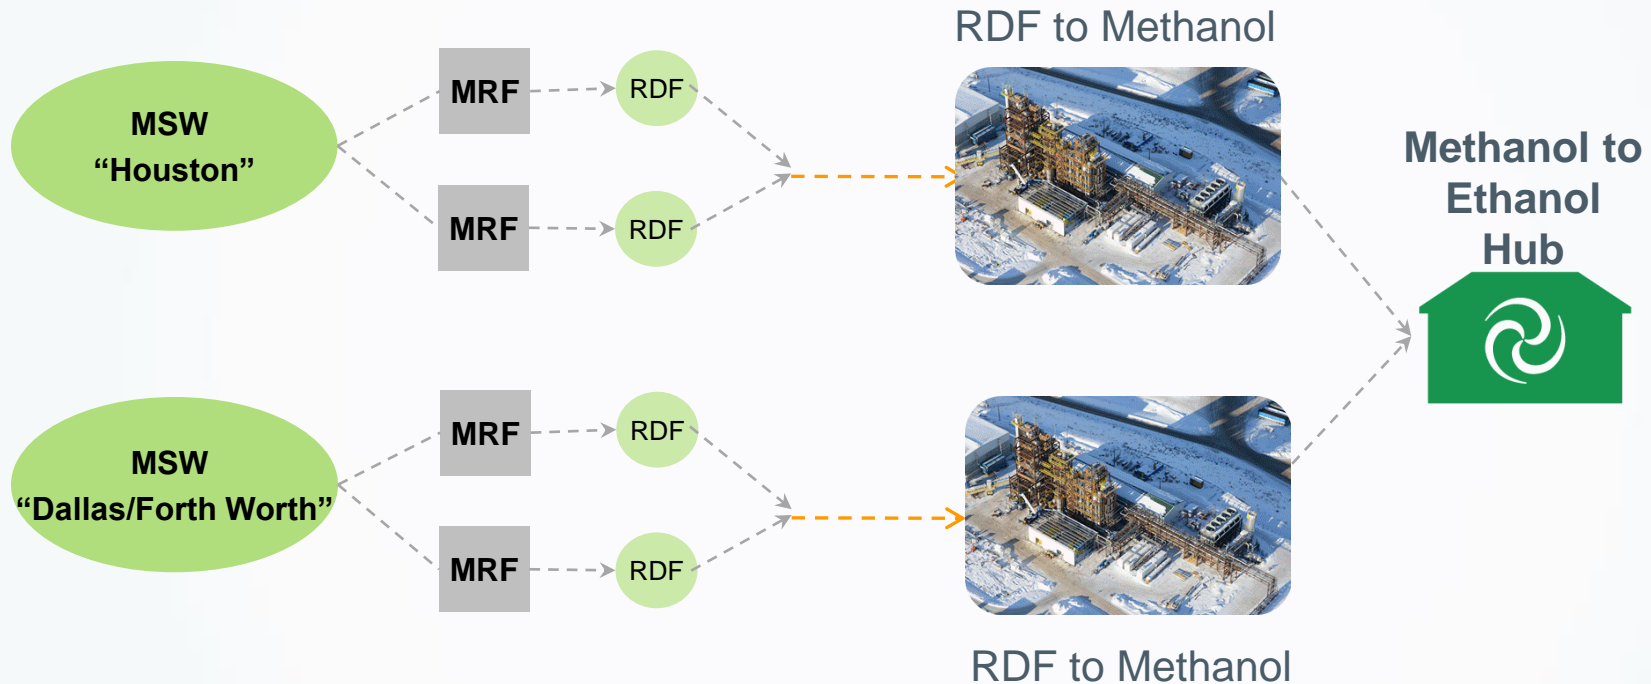 RDF to Methanol
MSW
“Houston”
MRF
RDF
MRF
RDF
Methanol to
Ethanol
Hub
MSW
“Dallas/Forth Worth”
MRF
RDF
MRF
RDF
RDF to Methanol